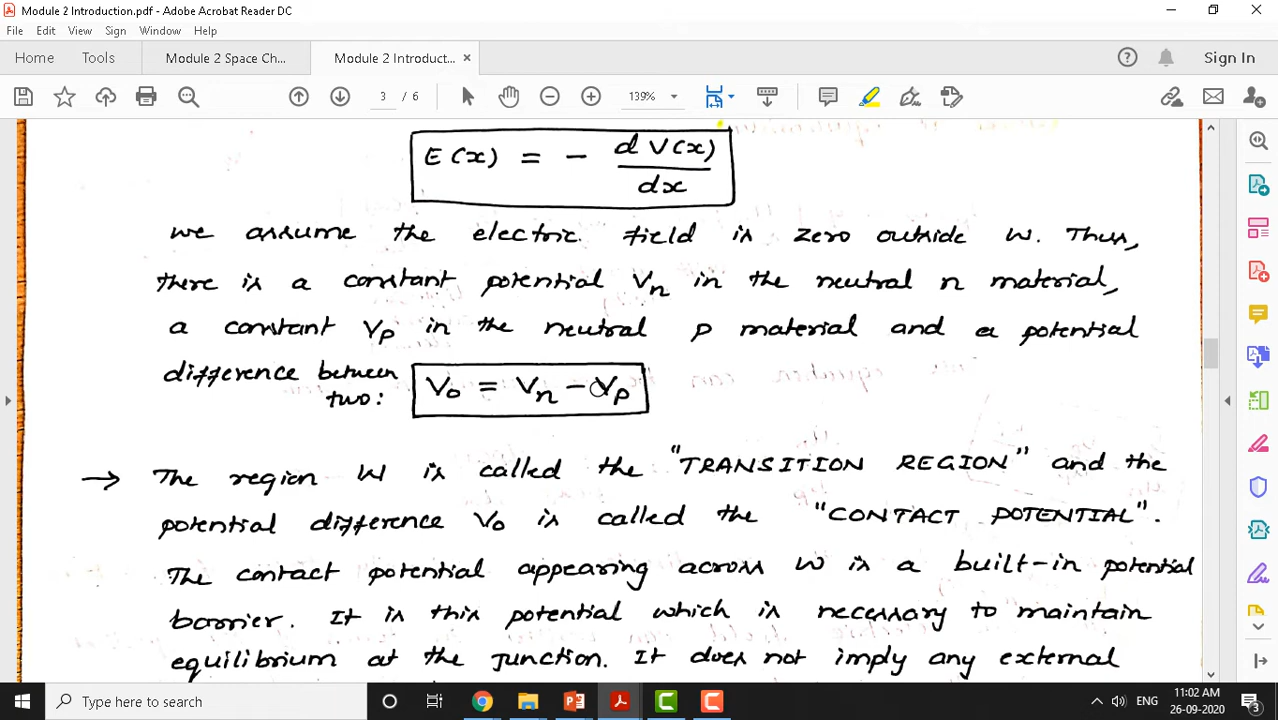 Module 2 Introduction.pdf - Adobe Acrobat Reader DC
File Edit View Sign Window Help
Home Tools Module 2 Space Ch... Module 2 Introduct... × Sign In
3 / 6 139%
E(x) = - dV(x)/dx
we assume the electric field is zero outside W. Thus,
there is a constant potential Vn in the neutral n material,
a constant Vp in the neutral p material and a potential
difference between two: V₀ = Vn - Vp
→ The region W is called the "TRANSITION REGION" and the
potential difference V₀ is called the "CONTACT POTENTIAL".
The contact potential appearing across W is a built-in potential
barrier. It is this potential which is necessary to maintain
equilibrium at the junction. It does not imply any external
Type here to search ENG 11:02 AM
26-09-2020 3